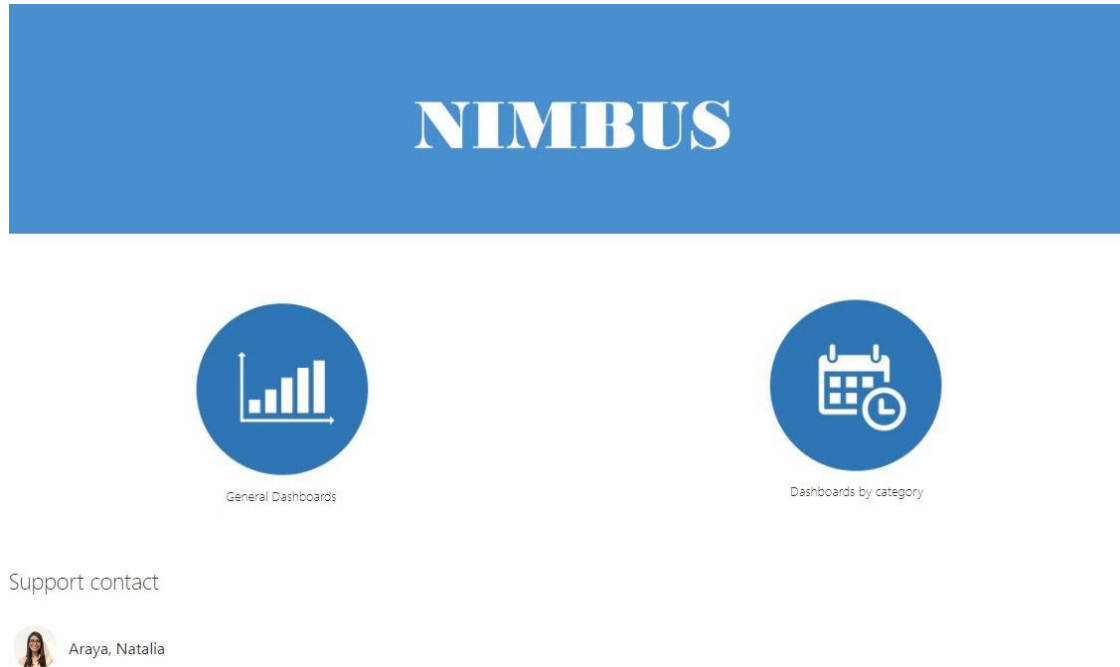 NIMBUS
General Dashboards
Dashboards by category
Support contact
Araya, Natalia